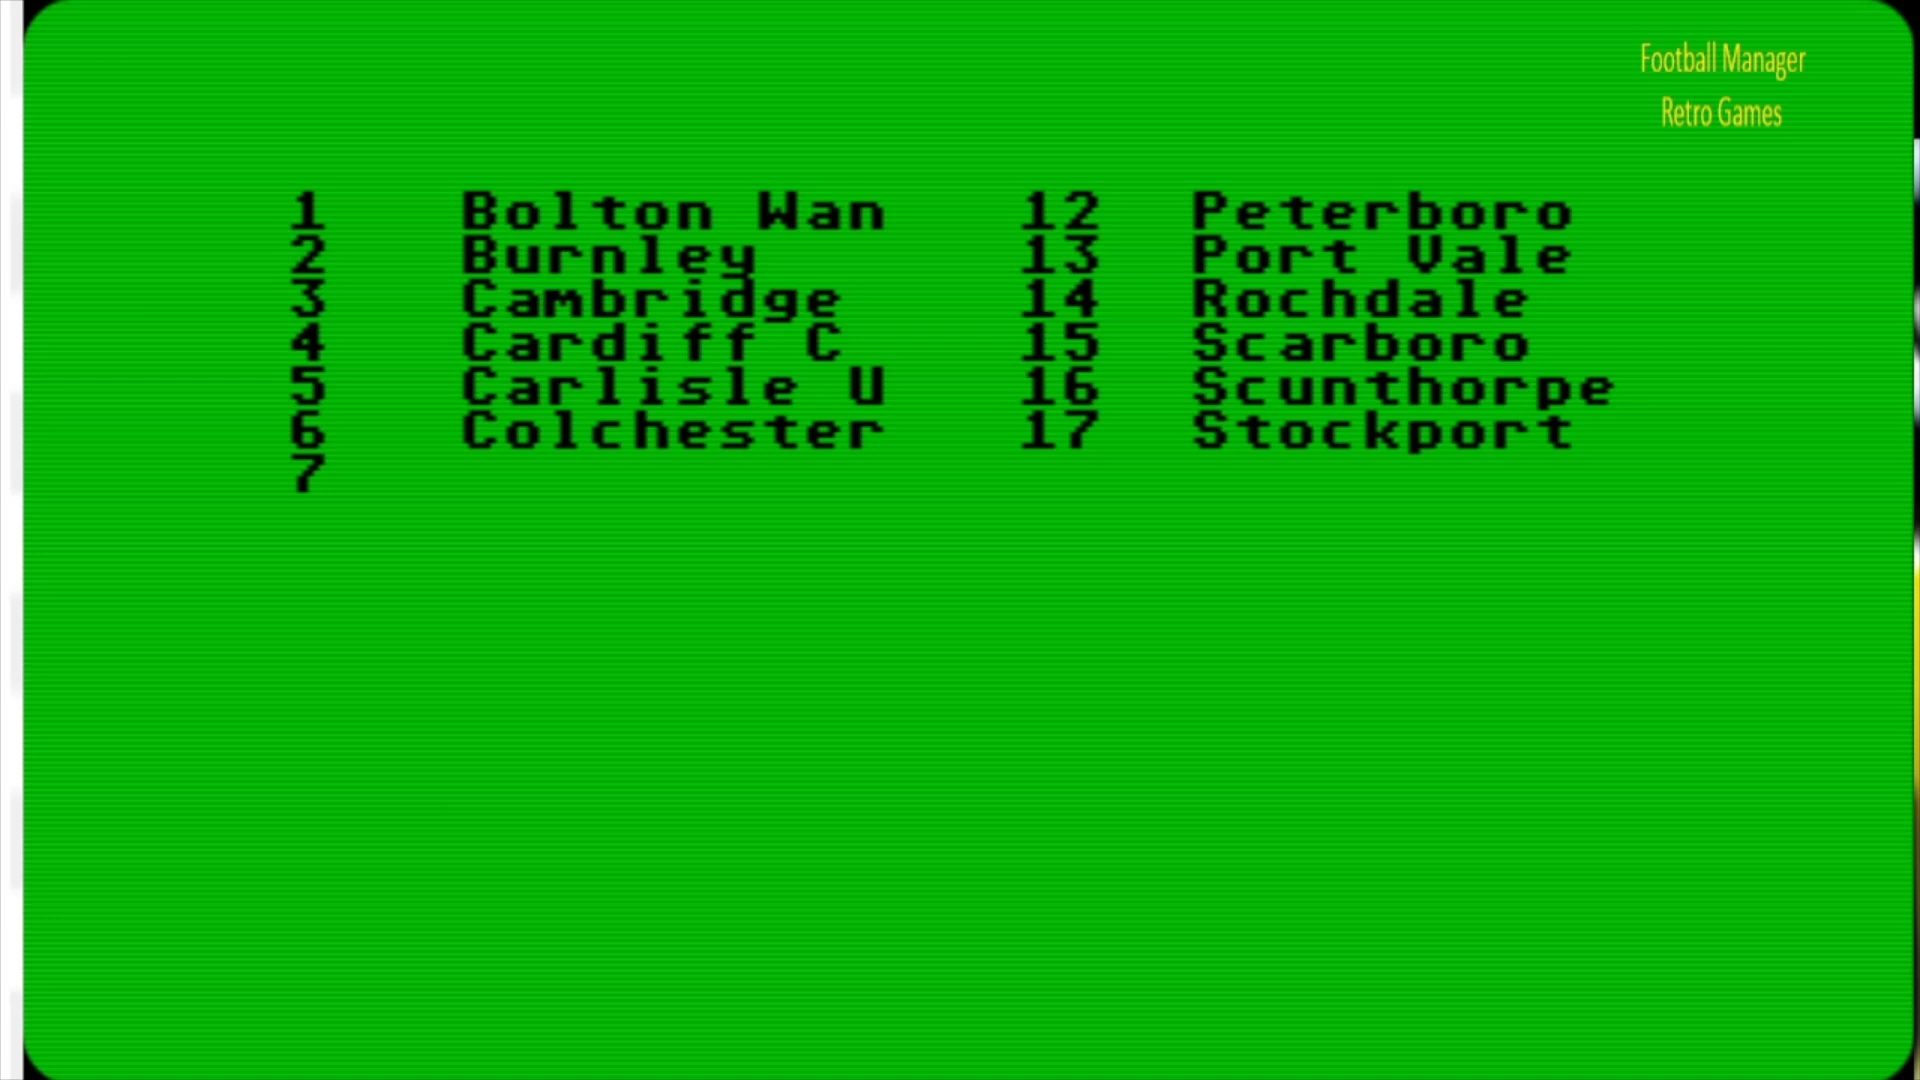 Football Manager
Retro Games
1 Bolton Wan 12 Peterboro
2 Burnley 13 Port Vale
3 Cambridge 14 Rochdale
4 Cardiff C 15 Scarboro
5 Carlisle U 16 Scunthorpe
6 Colchester 17 Stockport
7